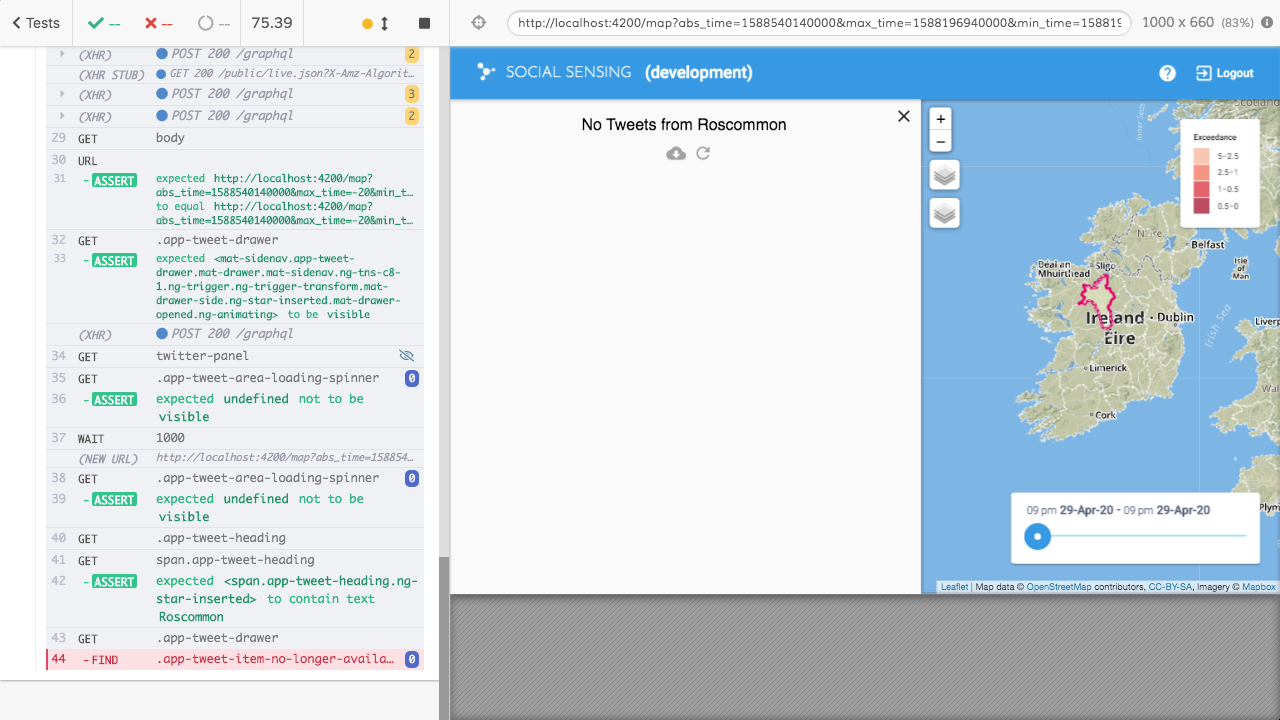 Tests
--
--
--
75.39
http://localhost:4200/map?abs_time=1588540140000&max_time=1588196940000&min_time=15881
1000 x 660 (83%)
(XHR) POST 200 /graphql 2
(XHR STUB) GET 200 /public/live.json?X-Amz-Algorit…
(XHR) POST 200 /graphql 3
(XHR) POST 200 /graphql 2
29 GET body
30 URL
31 -ASSERT expected http://localhost:4200/map?
abs_time=1588540140000&max_time=-20&min_t…
to equal http://localhost:4200/map?
abs_time=1588540140000&max_time=-20&min_t…
32 GET .app-tweet-drawer
33 -ASSERT expected <mat-sidenav.app-tweet-
drawer.mat-drawer.mat-sidenav.ng-tns-c8-
1.ng-trigger.ng-trigger-transform.mat-
drawer-side.ng-star-inserted.mat-drawer-
opened.ng-animating> to be visible
(XHR) POST 200 /graphql
34 GET twitter-panel
35 GET .app-tweet-area-loading-spinner 0
36 -ASSERT expected undefined not to be
visible
37 WAIT 1000
(NEW URL) http://localhost:4200/map?abs_time=158854…
38 GET .app-tweet-area-loading-spinner 0
39 -ASSERT expected undefined not to be
visible
40 GET .app-tweet-heading
41 GET span.app-tweet-heading
42 -ASSERT expected <span.app-tweet-heading.ng-
star-inserted> to contain text
Roscommon
43 GET .app-tweet-drawer
44 -FIND .app-tweet-item-no-longer-availa… 0
SOCIAL SENSING (development)
? Logout
No Tweets from Roscommon
+
−
Inner Seas
Scotland
Exceedance
5–2.5
2.5–1
1–0.5
0.5–0
N. Ire.
Belfast
Béal an
Mhuirthead
Sligo
Isle
of
Man
Ireland
Éire
Dublin
Irish Sea
Liverp
Limerick
Wal
Cork
Plym
09 pm 29-Apr-20 - 09 pm 29-Apr-20
Leaflet | Map data © OpenStreetMap contributors, CC-BY-SA, Imagery © Mapbox